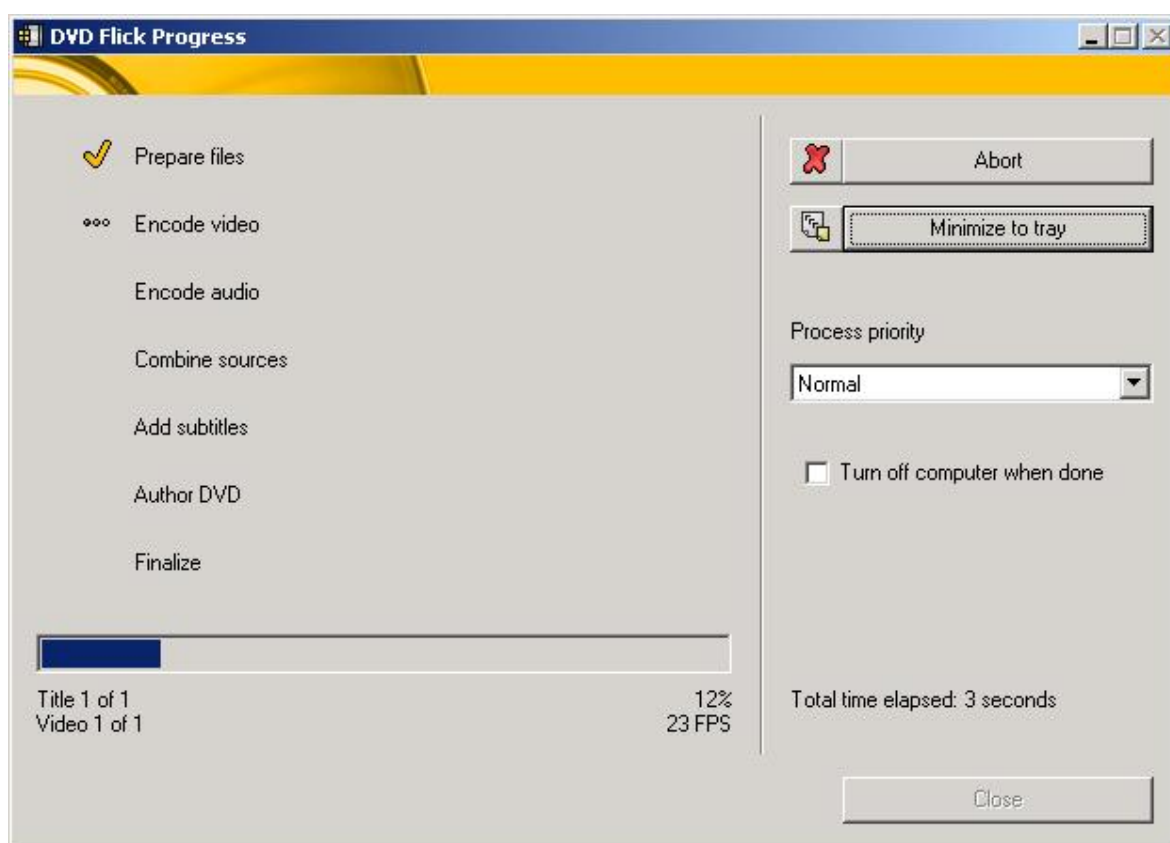 DVD Flick Progress
Prepare files
Encode video
Encode audio
Combine sources
Add subtitles
Author DVD
Finalize
Title 1 of 1
12%
Video 1 of 1
23 FPS
Abort
Minimize to tray
Process priority
Normal
Turn off computer when done
Total time elapsed: 3 seconds
Close